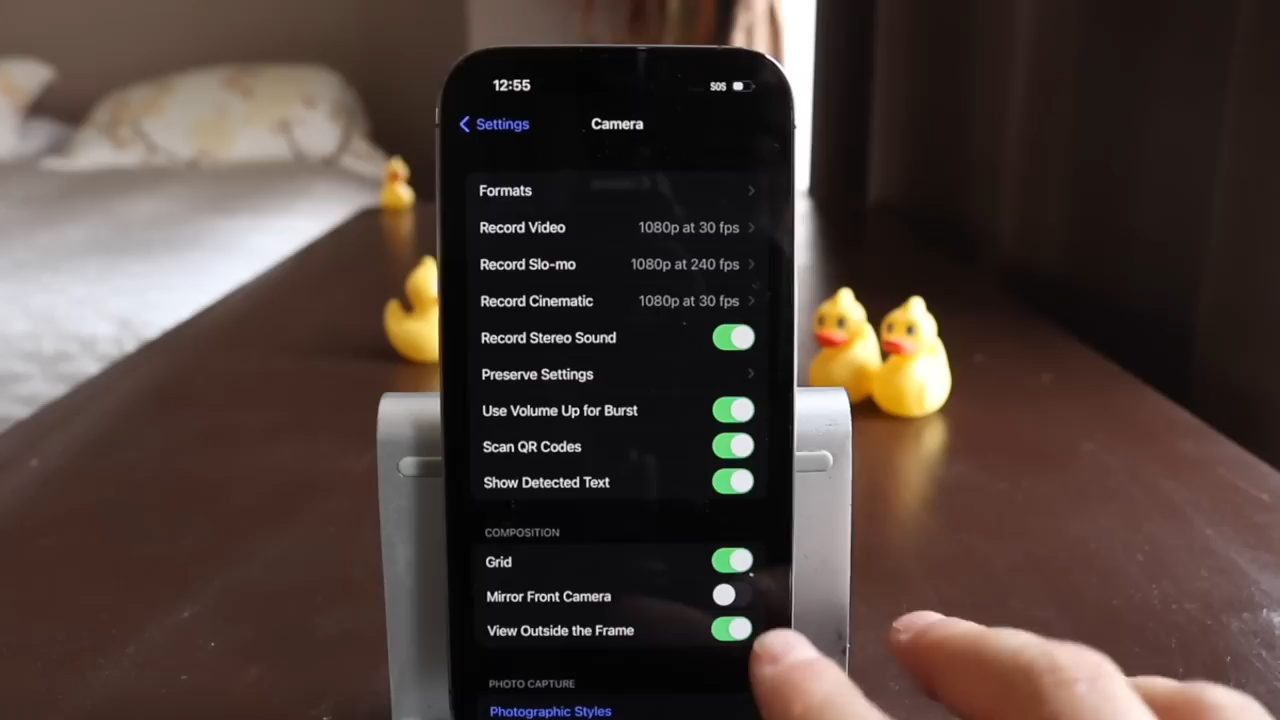 12:55 SOS
Settings Camera
Formats
Record Video 1080p at 30 fps
Record Slo-mo 1080p at 240 fps
Record Cinematic 1080p at 30 fps
Record Stereo Sound
Preserve Settings
Use Volume Up for Burst
Scan QR Codes
Show Detected Text
COMPOSITION
Grid
Mirror Front Camera
View Outside the Frame
PHOTO CAPTURE
Photographic Styles